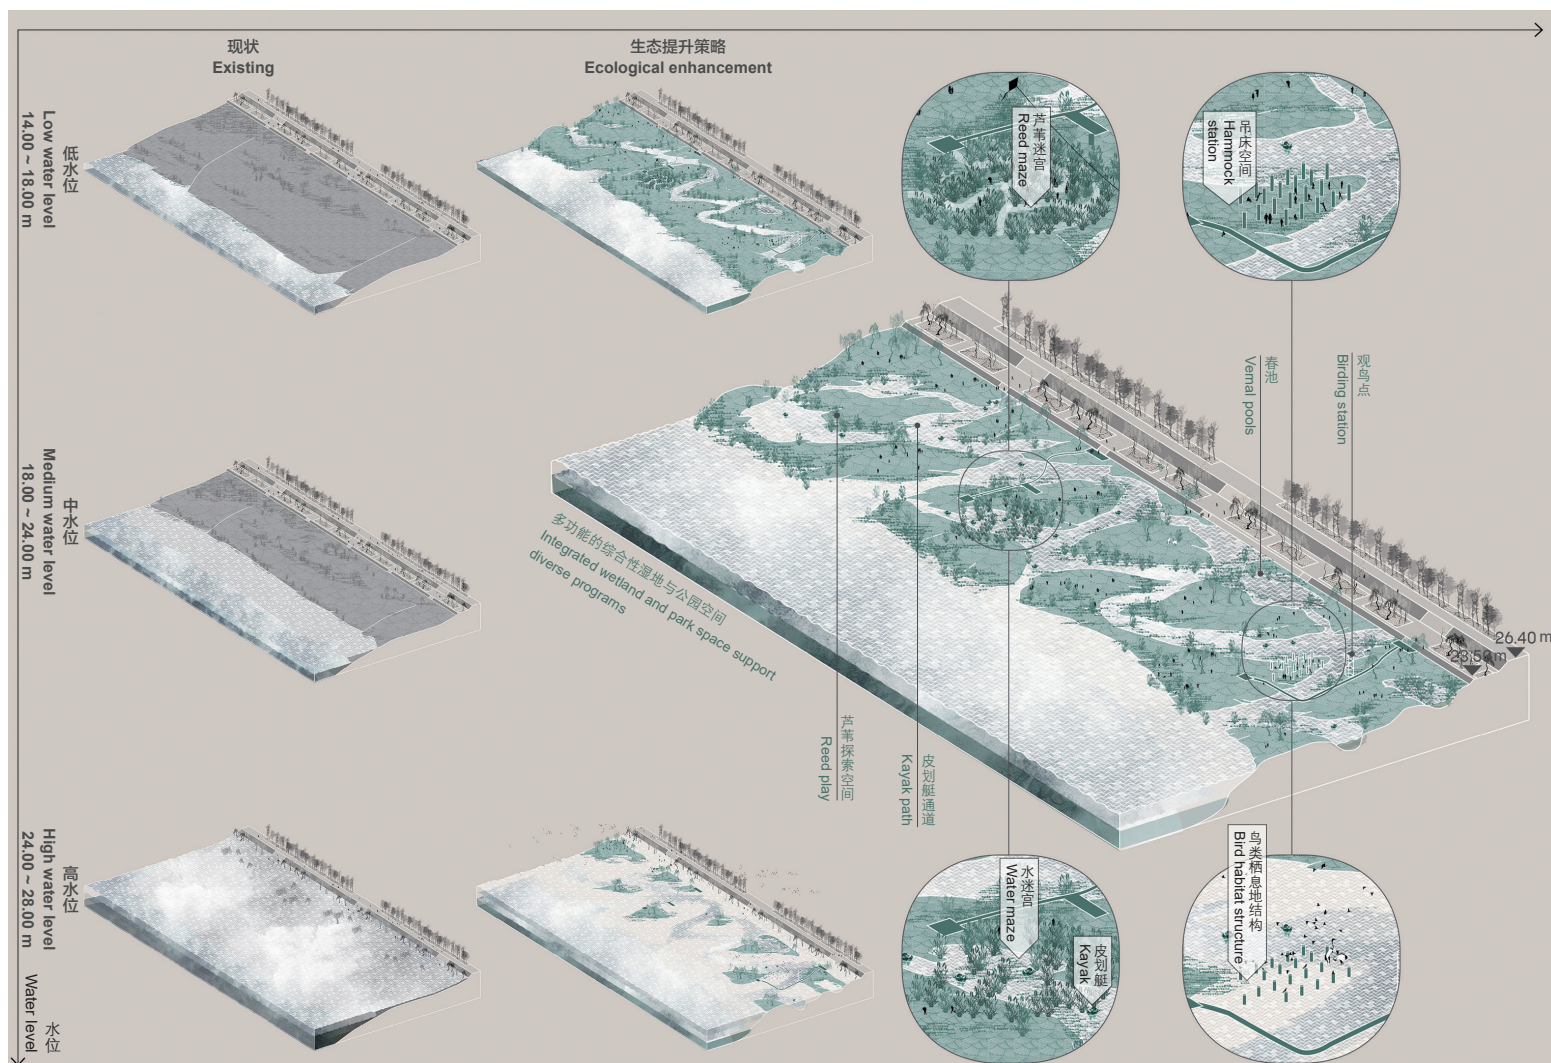 现状
Existing
生态提升策略
Ecological enhancement
低水位
Low water level
14.00 ~ 18.00 m
芦苇迷宫
Reed maze
吊床空间
Hammock
station
春池
Vernal pools
观鸟点
Birding station
中水位
Medium water level
18.00 ~ 24.00 m
多功能的综合性湿地与公园空间
Integrated wetland and park space support
diverse programs
26.40 m
23.50 m
芦苇探索空间
Reed play
皮划艇通道
Kayak path
高水位
High water level
24.00 ~ 28.00 m
水迷宫
Water maze
皮划艇
Kayak
鸟类栖息地结构
Bird habitat structure
水位
Water level